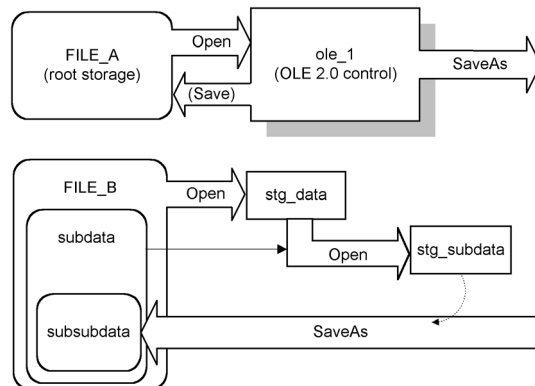 FILE_A
(root storage)
Open
ole_1
(OLE 2.0 control)
SaveAs
(Save)
FILE_B
Open
stg_data
subdata
Open
stg_subdata
subsubdata
SaveAs